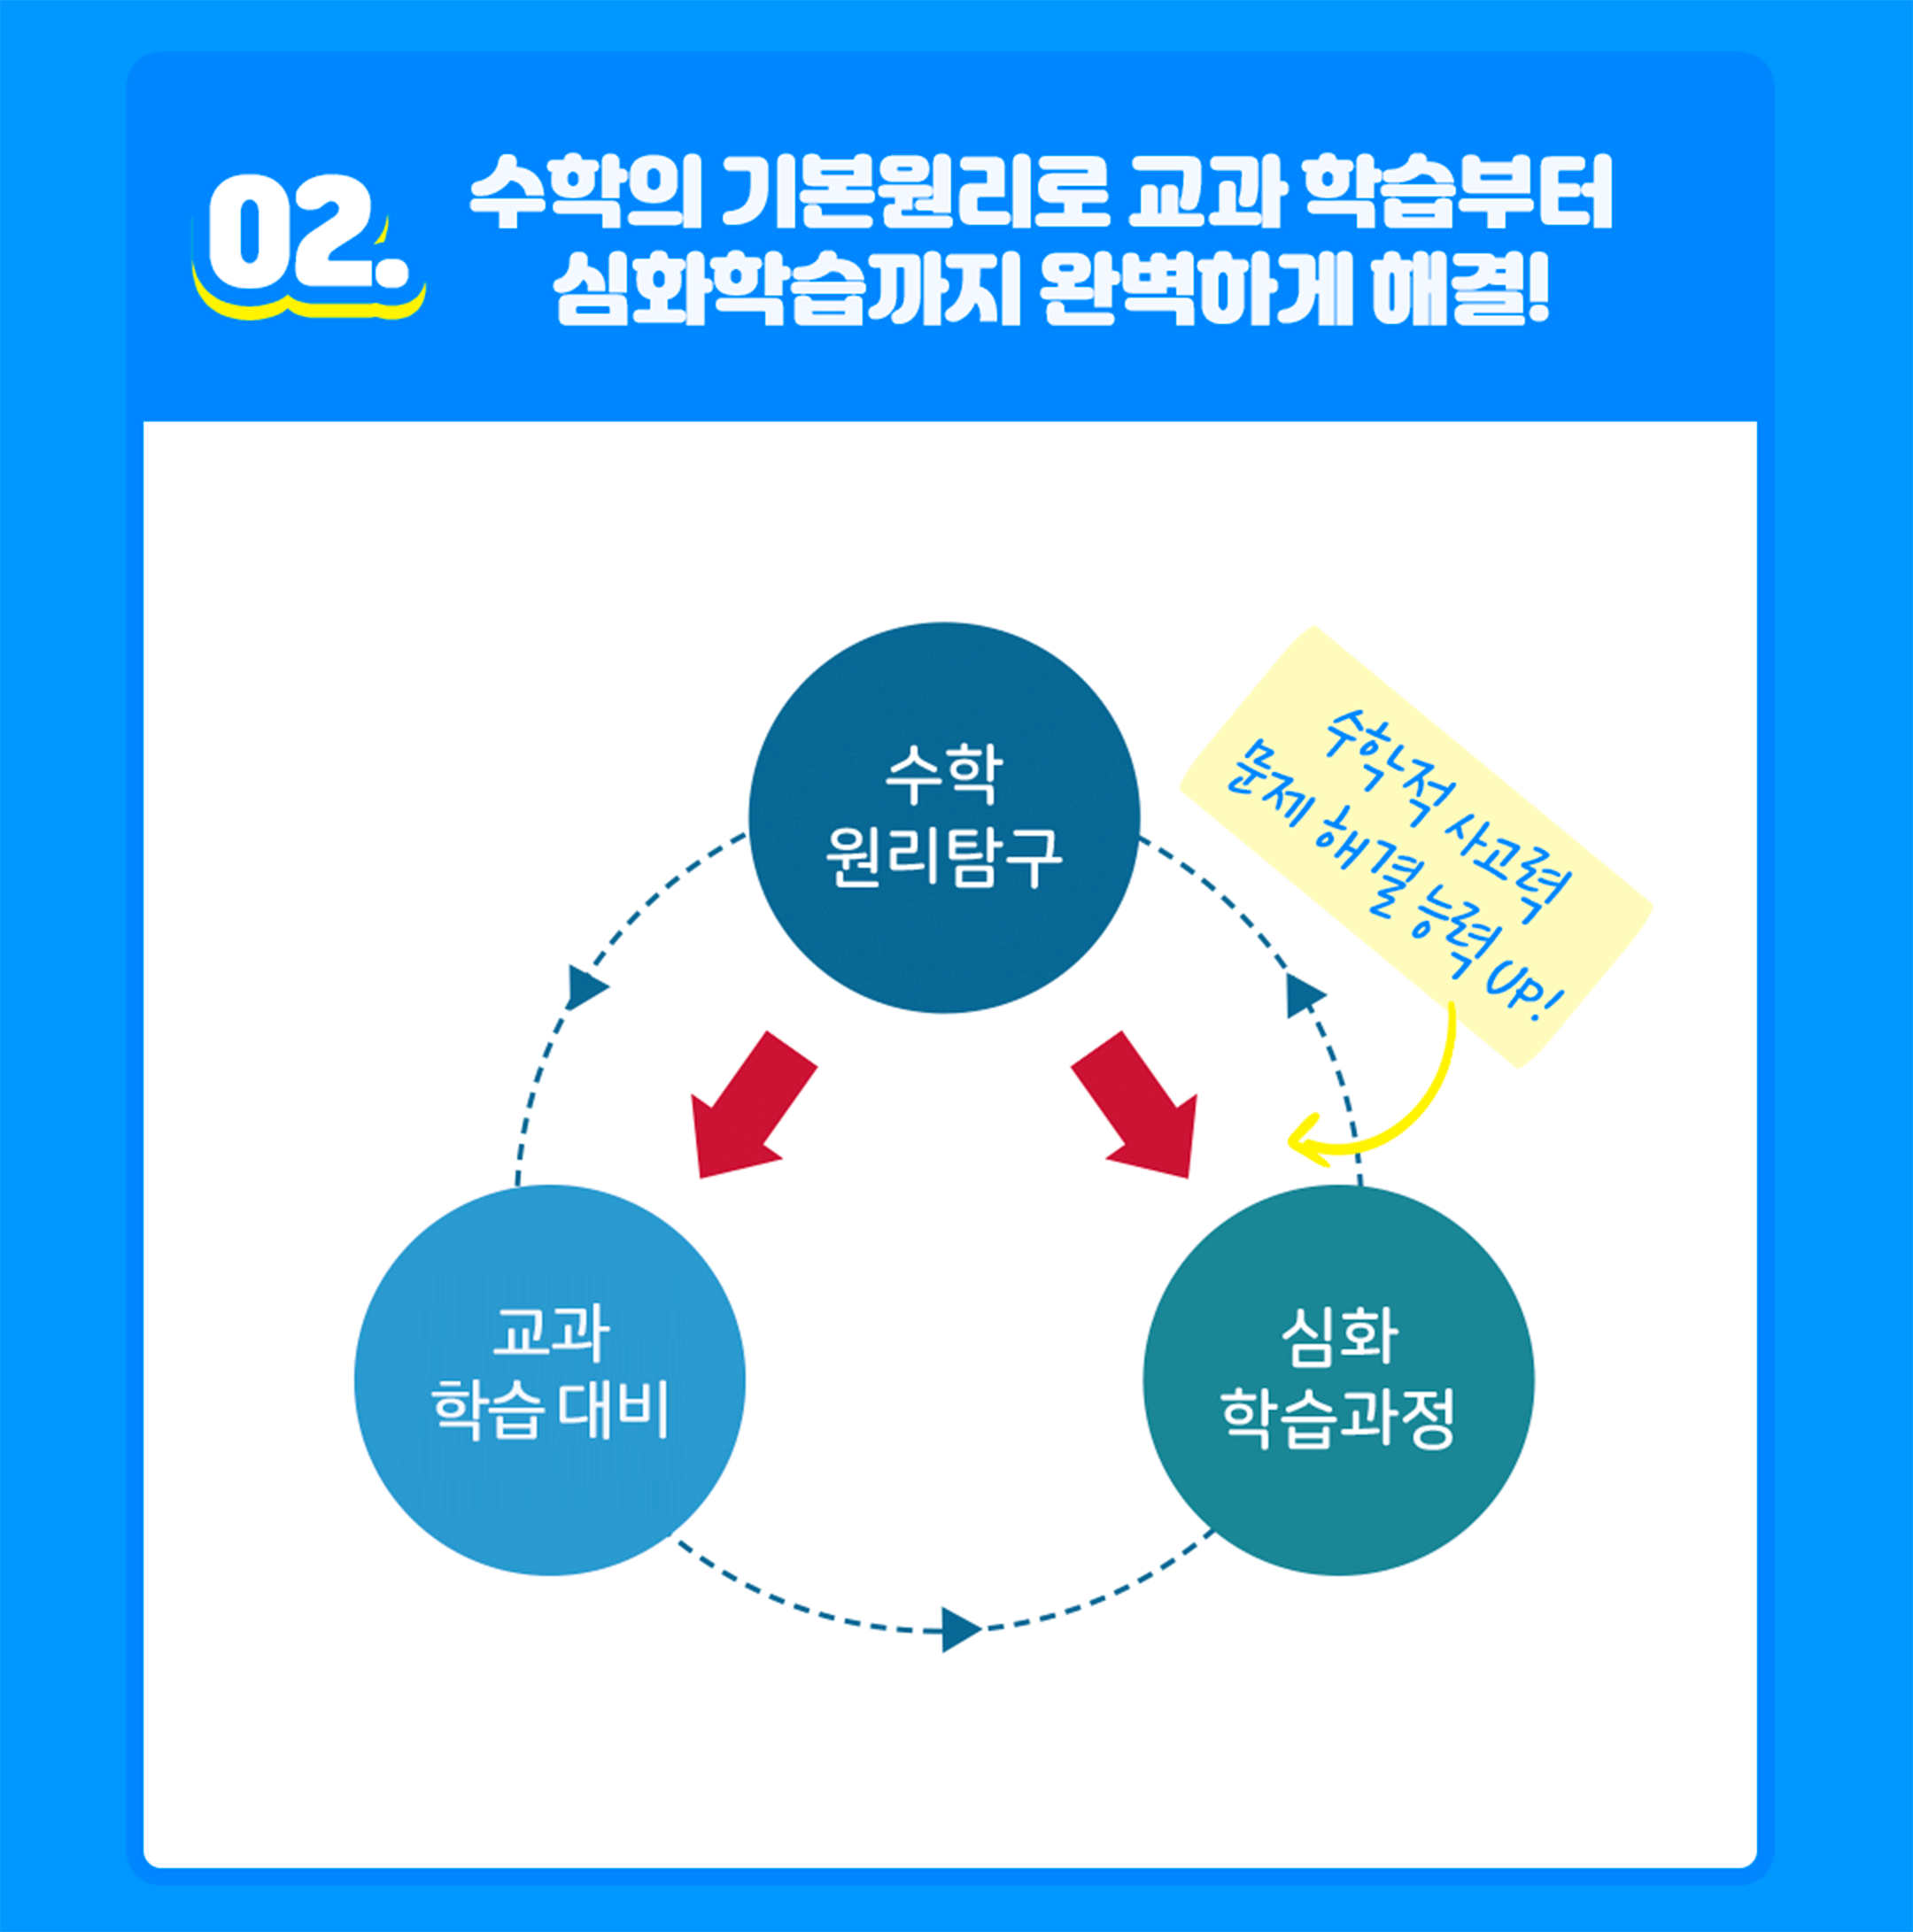 02.
수학의 기본원리로 교과 학습부터
심화학습까지 완벽하게 해결!
수학
원리탐구
수학적 사고력
문제 해결 능력 UP!
교과
학습 대비
심화
학습과정